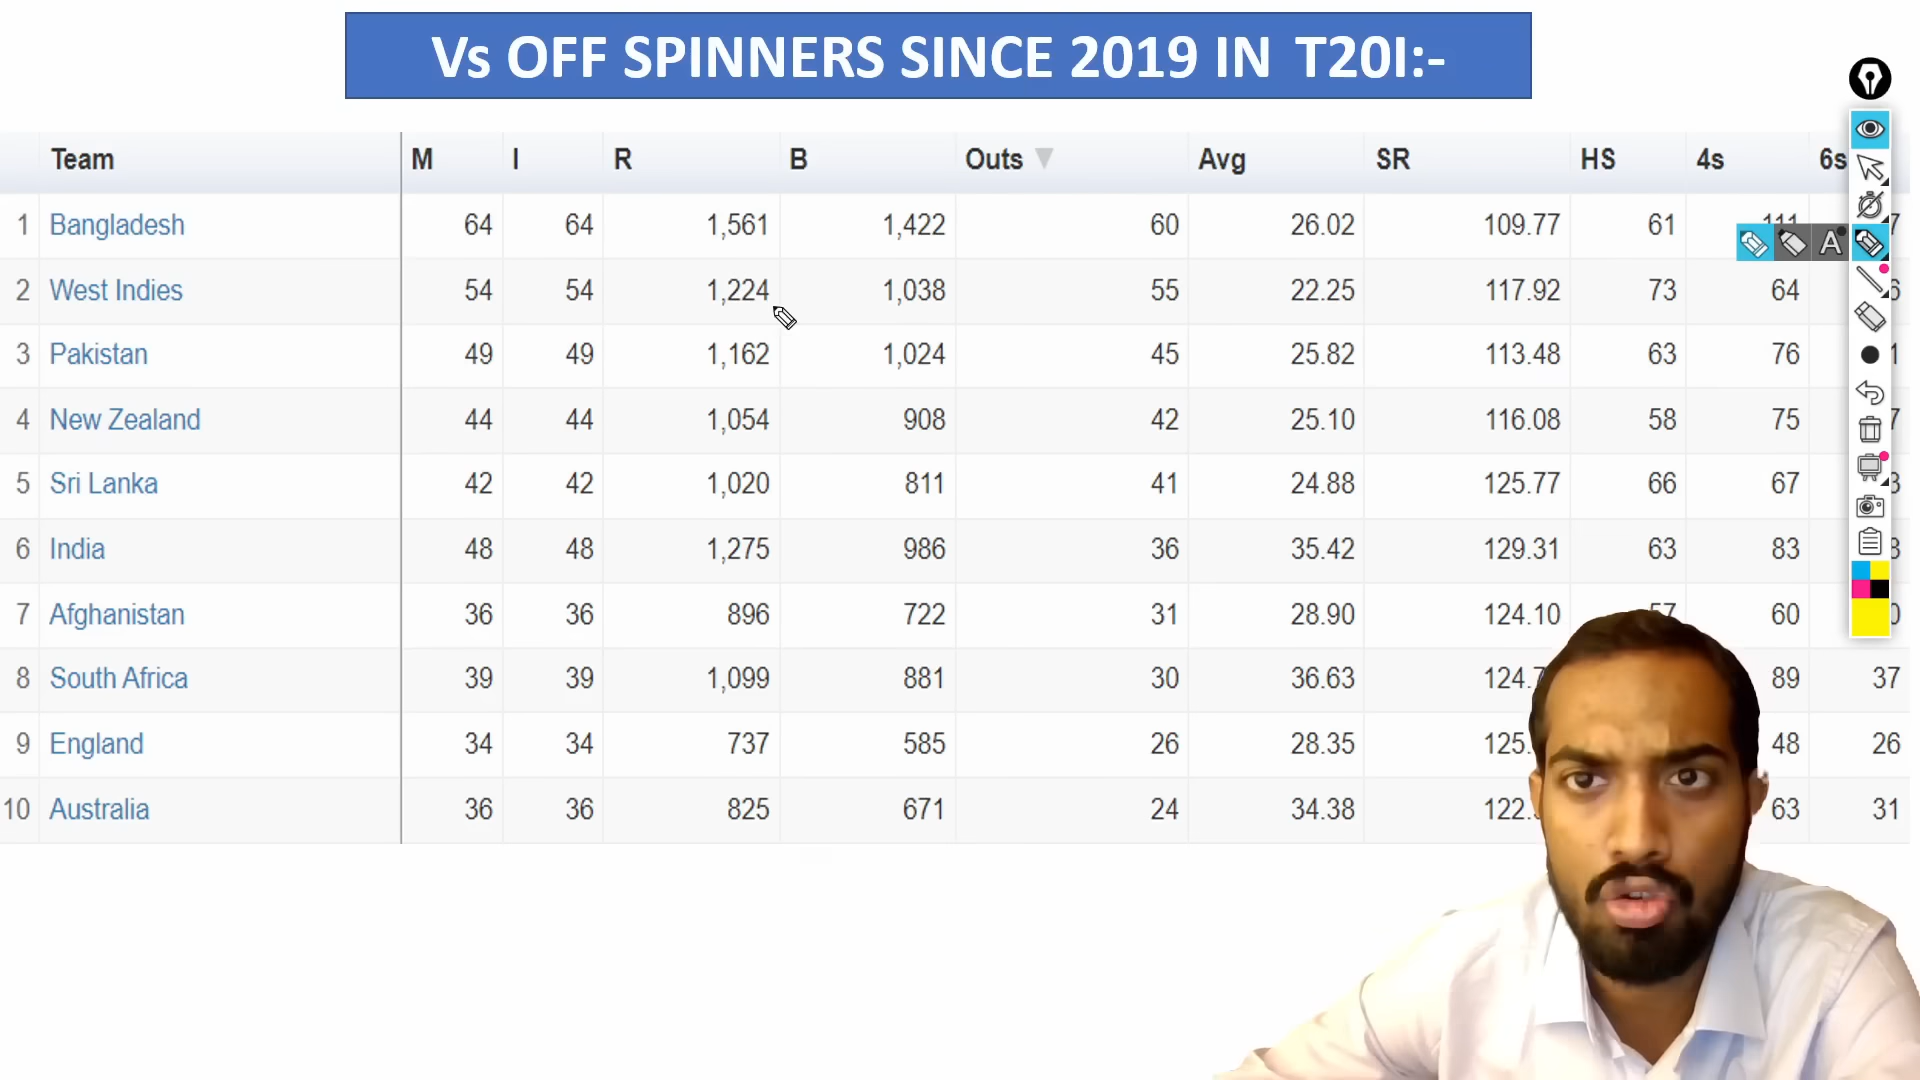 Vs OFF SPINNERS SINCE 2019 IN T20I:-
Team M I R B Outs ▼ Avg SR HS 4s 6s
1 Bangladesh 64 64 1,561 1,422 60 26.02 109.77 61
2 West Indies 54 54 1,224 1,038 55 22.25 117.92 73 64
3 Pakistan 49 49 1,162 1,024 45 25.82 113.48 63 76
4 New Zealand 44 44 1,054 908 42 25.10 116.08 58 75
5 Sri Lanka 42 42 1,020 811 41 24.88 125.77 66 67
6 India 48 48 1,275 986 36 35.42 129.31 63 83
7 Afghanistan 36 36 896 722 31 28.90 124.10 60
8 South Africa 39 39 1,099 881 30 36.63 89 37
9 England 34 34 737 585 26 28.35 48 26
10 Australia 36 36 825 671 24 34.38 63 31
A